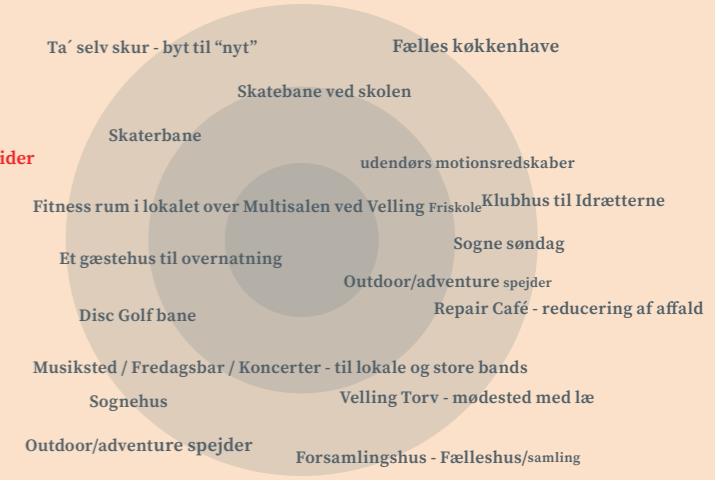 Ta´ selv skur - byt til “nyt”
Fælles køkkenhave
Skatebane ved skolen
Skaterbane
ider
udendørs motionsredskaber
Fitness rum i lokalet over Multisalen ved Velling Friskole
Klubhus til Idrætterne
Sogne søndag
Et gæstehus til overnatning
Outdoor/adventure spejder
Repair Café - reducering af affald
Disc Golf bane
Musiksted / Fredagsbar / Koncerter - til lokale og store bands
Sognehus
Velling Torv - mødested med læ
Outdoor/adventure spejder
Forsamlingshus - Fælleshus/samling